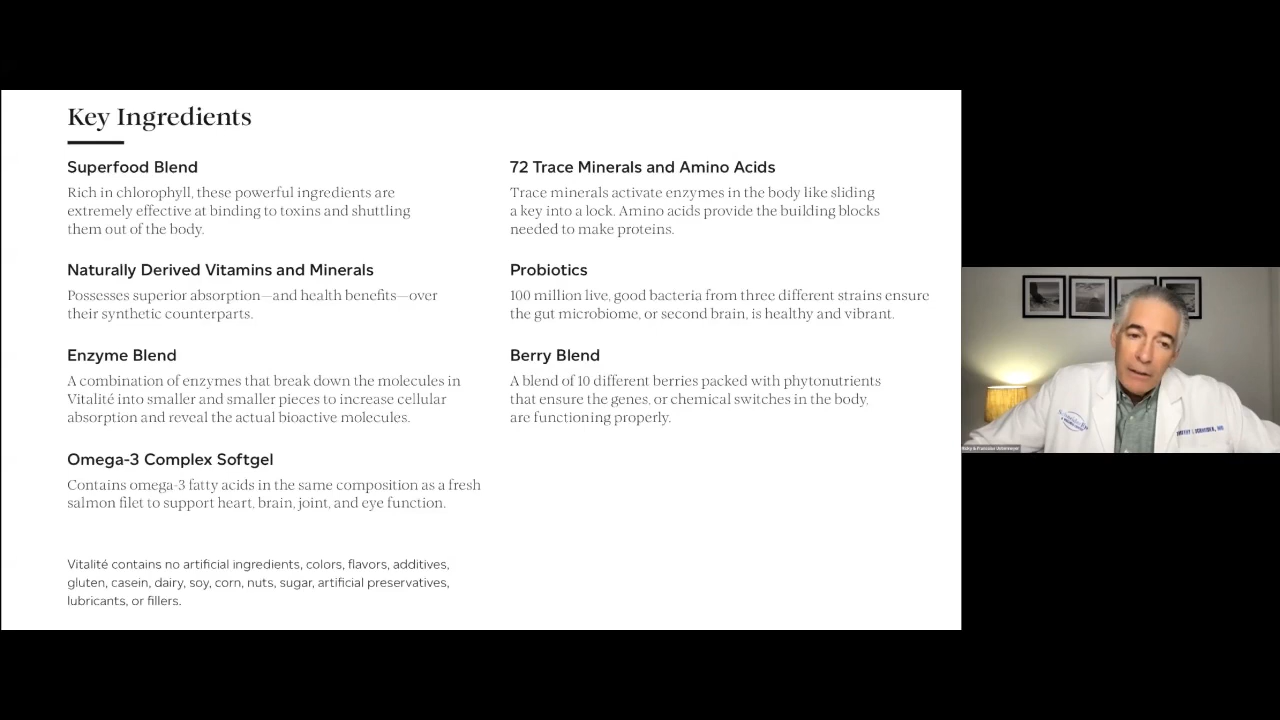 Key Ingredients
Superfood Blend
Rich in chlorophyll, these powerful ingredients are
extremely effective at binding to toxins and shuttling
them out of the body.
Naturally Derived Vitamins and Minerals
Possesses superior absorption—and health benefits—over
their synthetic counterparts.
Enzyme Blend
A combination of enzymes that break down the molecules in
Vitalité into smaller and smaller pieces to increase cellular
absorption and reveal the actual bioactive molecules.
Omega-3 Complex Softgel
Contains omega-3 fatty acids in the same composition as a fresh
salmon filet to support heart, brain, joint, and eye function.
Vitalité contains no artificial ingredients, colors, flavors, additives,
gluten, casein, dairy, soy, corn, nuts, sugar, artificial preservatives,
lubricants, or fillers.
72 Trace Minerals and Amino Acids
Trace minerals activate enzymes in the body like sliding
a key into a lock. Amino acids provide the building blocks
needed to make proteins.
Probiotics
100 million live, good bacteria from three different strains ensure
the gut microbiome, or second brain, is healthy and vibrant.
Berry Blend
A blend of 10 different berries packed with phytonutrients
that ensure the genes, or chemical switches in the body,
are functioning properly.